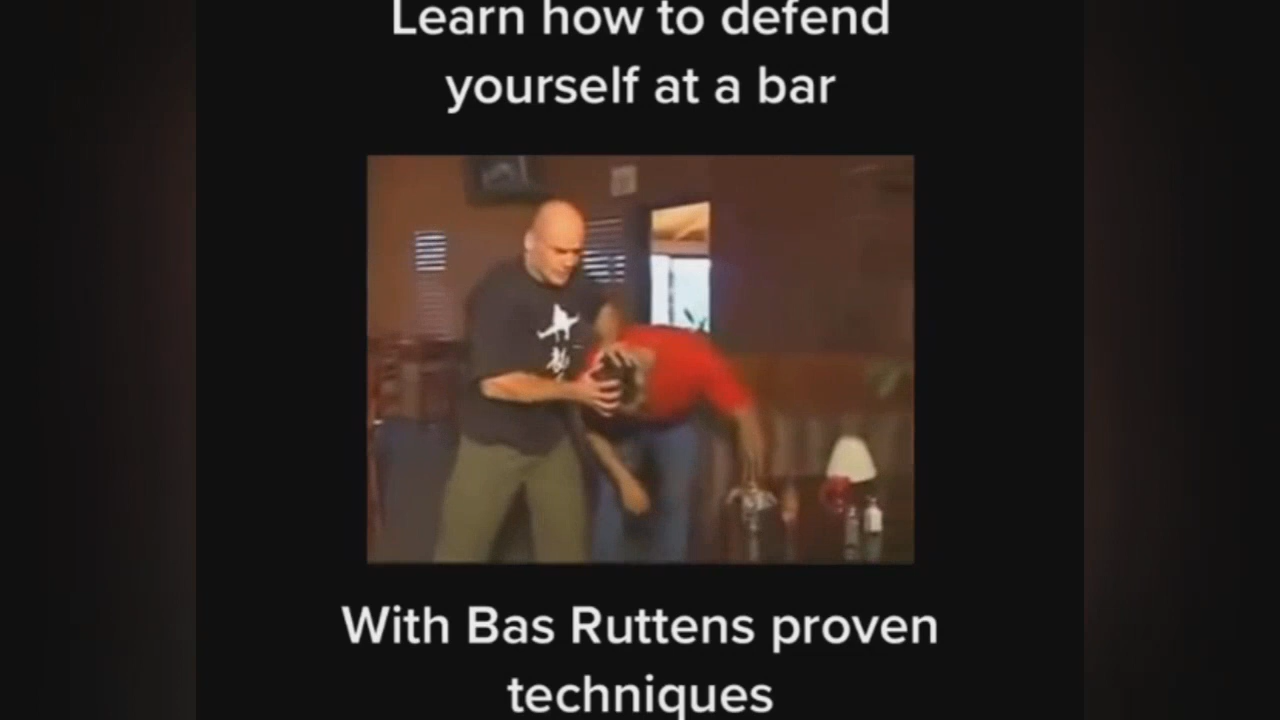 Learn how to defend
yourself at a bar
With Bas Ruttens proven
techniques